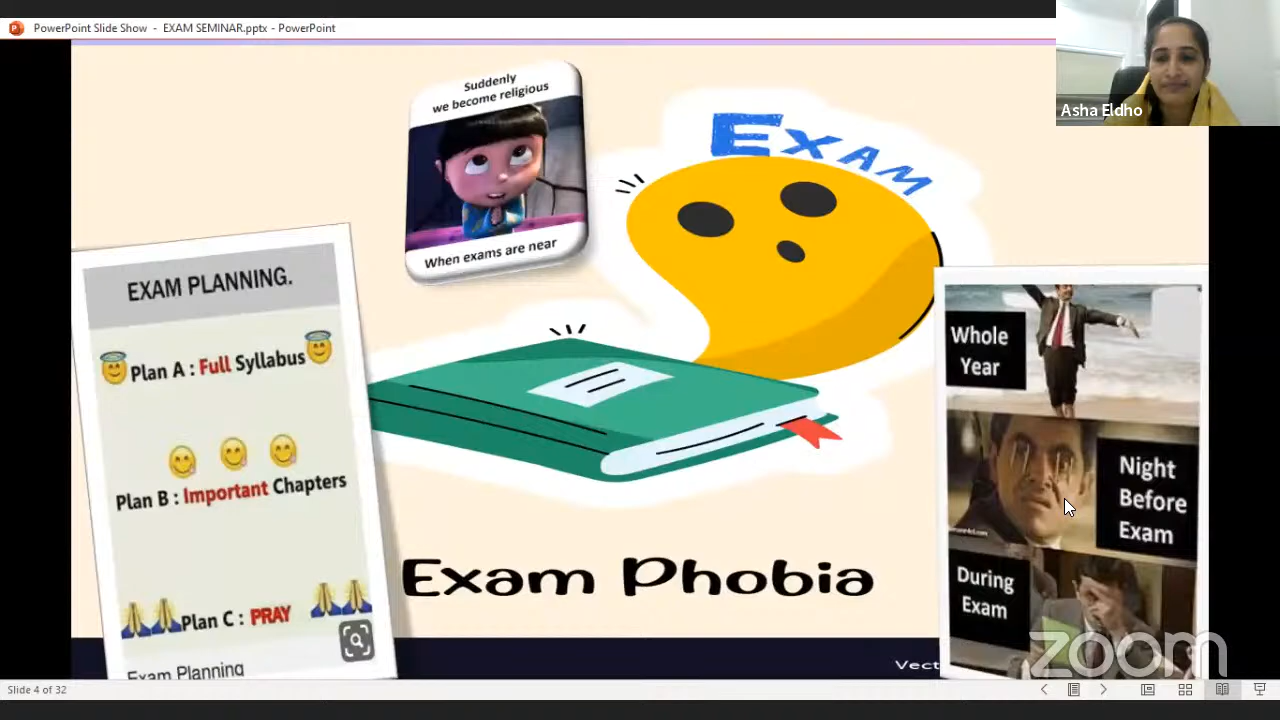 PowerPoint Slide Show - EXAM SEMINAR.pptx - PowerPoint
Asha Eldho
Suddenly
we become religious
When exams are near
EXAM
EXAM PLANNING.
Plan A : Full Syllabus
Plan B : Important Chapters
Plan C : PRAY
Exam Planning
Whole
Year
Night
Before
Exam
During
Exam
Exam Phobia
Vect
zoom
Slide 4 of 32